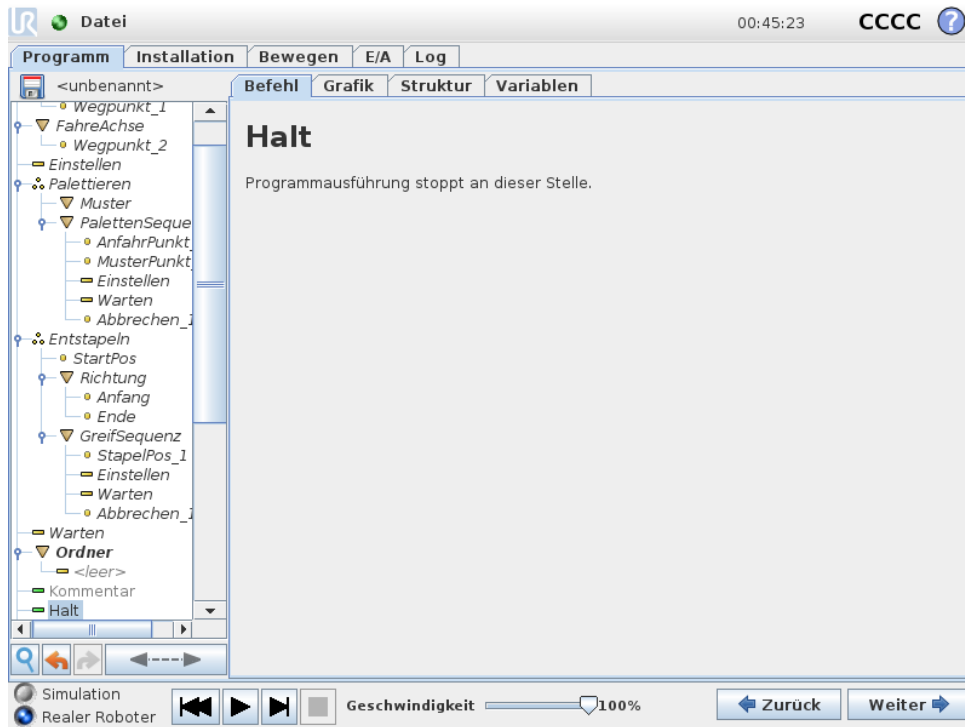 Datei
00:45:23
CCCC
?
Programm Installation Bewegen E/A Log
<unbenannt>
Befehl Grafik Struktur Variablen
Wegpunkt_1
FahreAchse
Wegpunkt_2
Einstellen
Palettieren
Muster
PalettenSeque
AnfahrPunkt_
MusterPunkt_
Einstellen
Warten
Abbrechen_1
Entstapeln
StartPos
Richtung
Anfang
Ende
GreifSequenz
StapelPos_1
Einstellen
Warten
Abbrechen_1
Warten
Ordner
<leer>
Kommentar
Halt
Halt
Programmausführung stoppt an dieser Stelle.
Simulation
Realer Roboter
Geschwindigkeit 100%
Zurück
Weiter